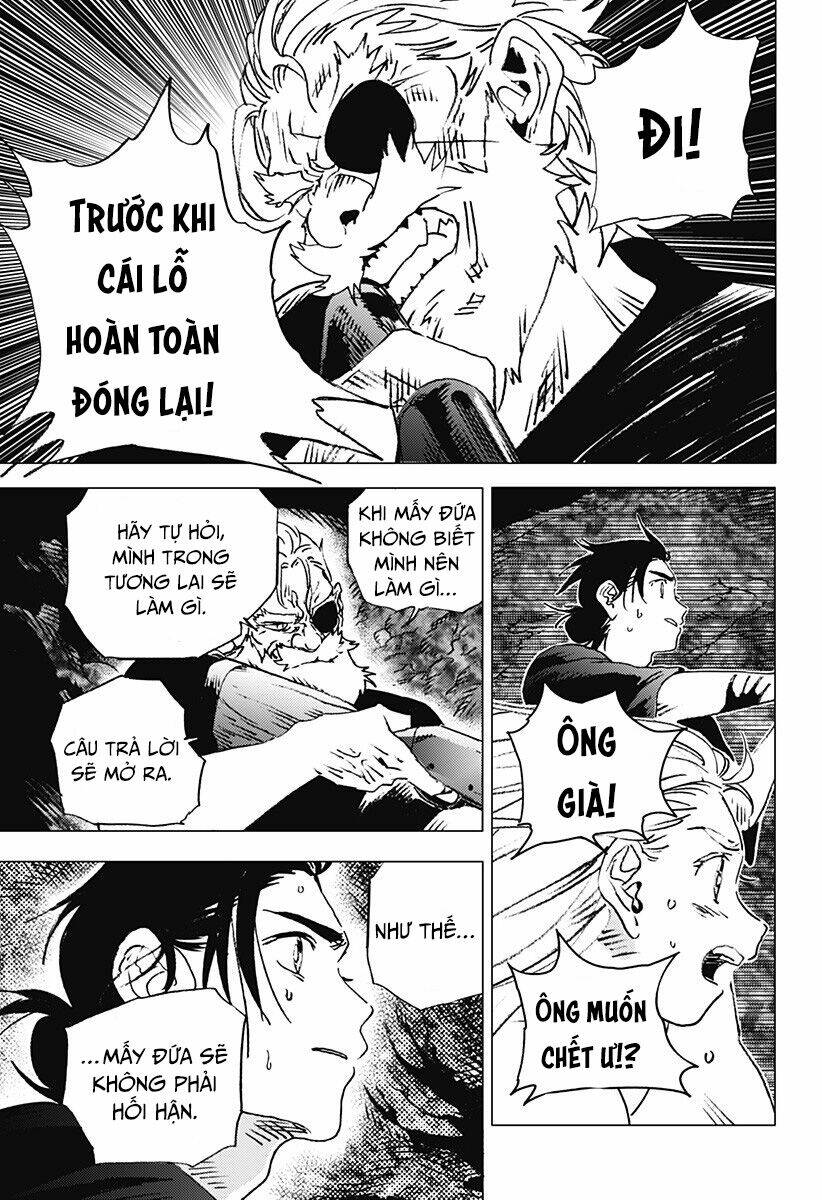 ĐI!
TRƯỚC KHI
CÁI LỖ
HOÀN TOÀN
ĐÓNG LẠI!
ÔNG
GIÀ!
ÔNG MUỐN
CHẾT Ư!?
KHI MẤY ĐỨA
KHÔNG BIẾT
MÌNH NÊN
LÀM GÌ...
HÃY TỰ HỎI,
MÌNH TRONG
TƯƠNG LAI SẼ
LÀM GÌ.
CÂU TRẢ LỜI
SẼ MỞ RA.
NHƯ THẾ...
...MẤY ĐỨA SẼ
KHÔNG PHẢI
HỐI HẬN.